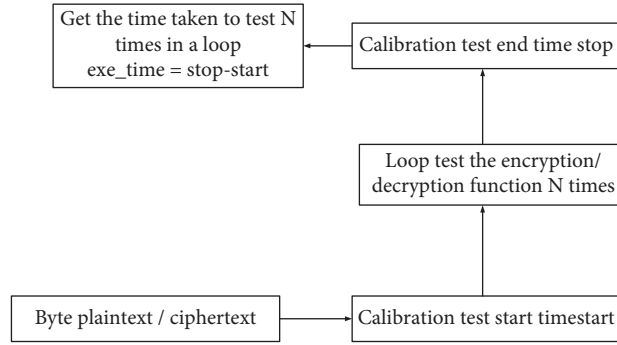 Get the time taken to test N
times in a loop
exe_time = stop-start
Calibration test end time stop
Loop test the encryption/
decryption function N times
Byte plaintext / ciphertext
Calibration test start timestart